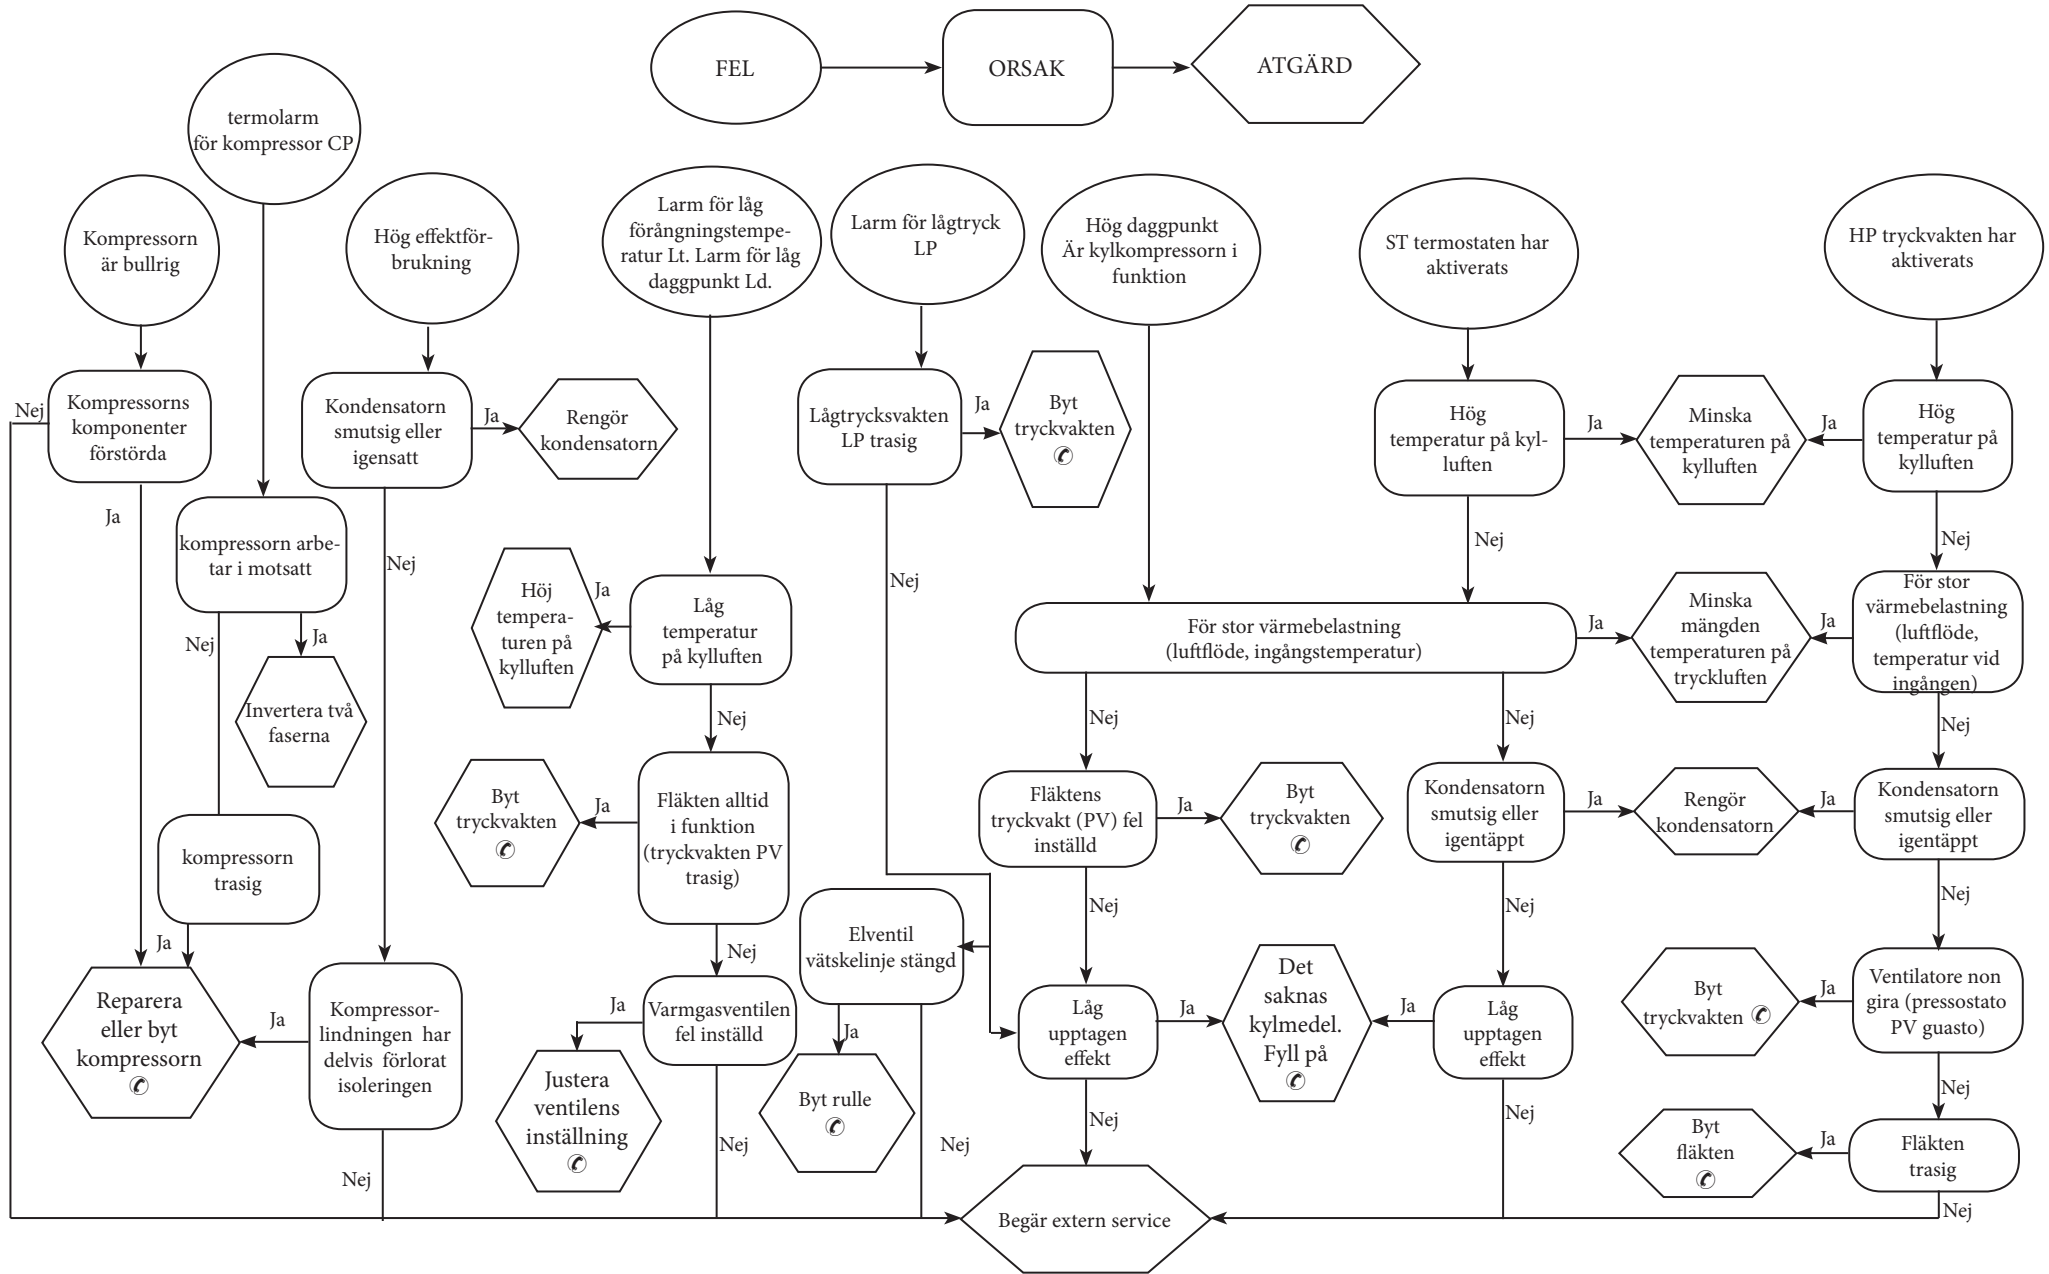 FEL
ORSAK
ATGÄRD
termolarm
för kompressor CP
Kompressorn
är bullrig
Hög effektför-
brukning
Larm för låg
förångningstempe-
ratur Lt. Larm för låg
daggpunkt Ld.
Larm för lågtryck
LP
Hög daggpunkt
Är kylkompressorn i
funktion
ST termostaten har
aktiverats
HP tryckvakten har
aktiverats
Nej
Kompressorns
komponenter
förstörda
Ja
Kondensatorn
smutsig eller
igensatt
Ja
Rengör
kondensatorn
Nej
Lågtrycksvakten
LP trasig
Ja
Byt
tryckvakten
✆
Nej
Hög
temperatur på kyl-
luften
Ja
Minska
temperaturen på
kylluften
Ja
Hög
temperatur på
kylluften
Nej
Nej
kompressorn arbe-
tar i motsatt
Nej
Ja
Invertera två
faserna
Höj
tempera-
turen på
kylluften
Ja
Låg
temperatur
på kylluften
Nej
För stor värmebelastning
(luftflöde, ingångstemperatur)
Ja
Minska
mängden
temperaturen på
tryckluften
Ja
För stor
värmebelastning
(luftflöde,
temperatur vid
ingången)
Nej
Nej
Nej
kompressorn
trasig
Ja
Byt
tryckvakten
✆
Ja
Fläkten alltid
i funktion
(tryckvakten PV
trasig)
Nej
Fläktens
tryckvakt (PV) fel
inställd
Ja
Byt
tryckvakten
✆
Nej
Kondensatorn
smutsig eller
igentäppt
Ja
Rengör
kondensatorn
Ja
Kondensatorn
smutsig eller
igentäppt
Nej
Nej
Reparera
eller byt
kompressorn
✆
Ja
Kompressor-
lindningen har
delvis förlorat
isoleringen
Nej
Ja
Varmgasventilen
fel inställd
Justera
ventilens
inställning
✆
Nej
Elventil
vätskelinje stängd
Ja
Byt rulle
✆
Nej
Låg
upptagen
effekt
Ja
Det
saknas
kylmedel.
Fyll på
✆
Ja
Låg
upptagen
effekt
Nej
Nej
Byt
tryckvakten ✆
Ja
Ventilatore non
gira (pressostato
PV guasto)
Nej
Byt
fläkten
✆
Ja
Fläkten
trasig
Nej
Begär extern service